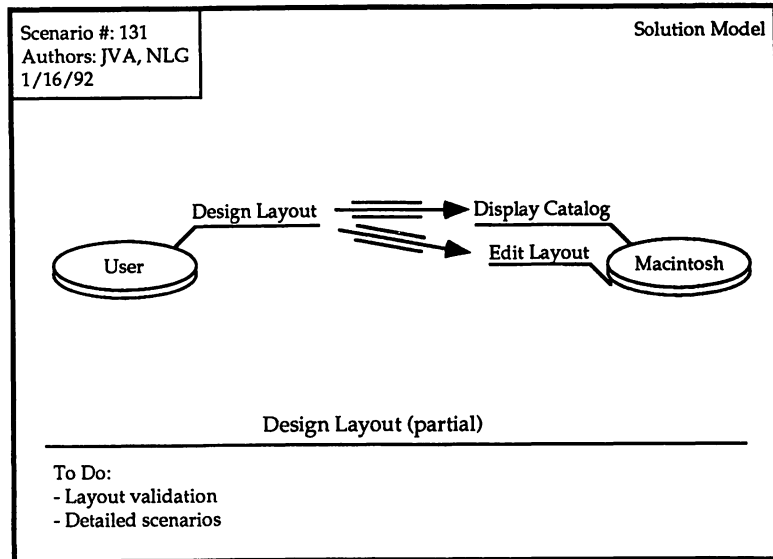 Scenario #: 131
Authors: JVA, NLG
1/16/92
Solution Model
Design Layout
Display Catalog
Edit Layout
User
Macintosh
Design Layout (partial)
To Do:
- Layout validation
- Detailed scenarios